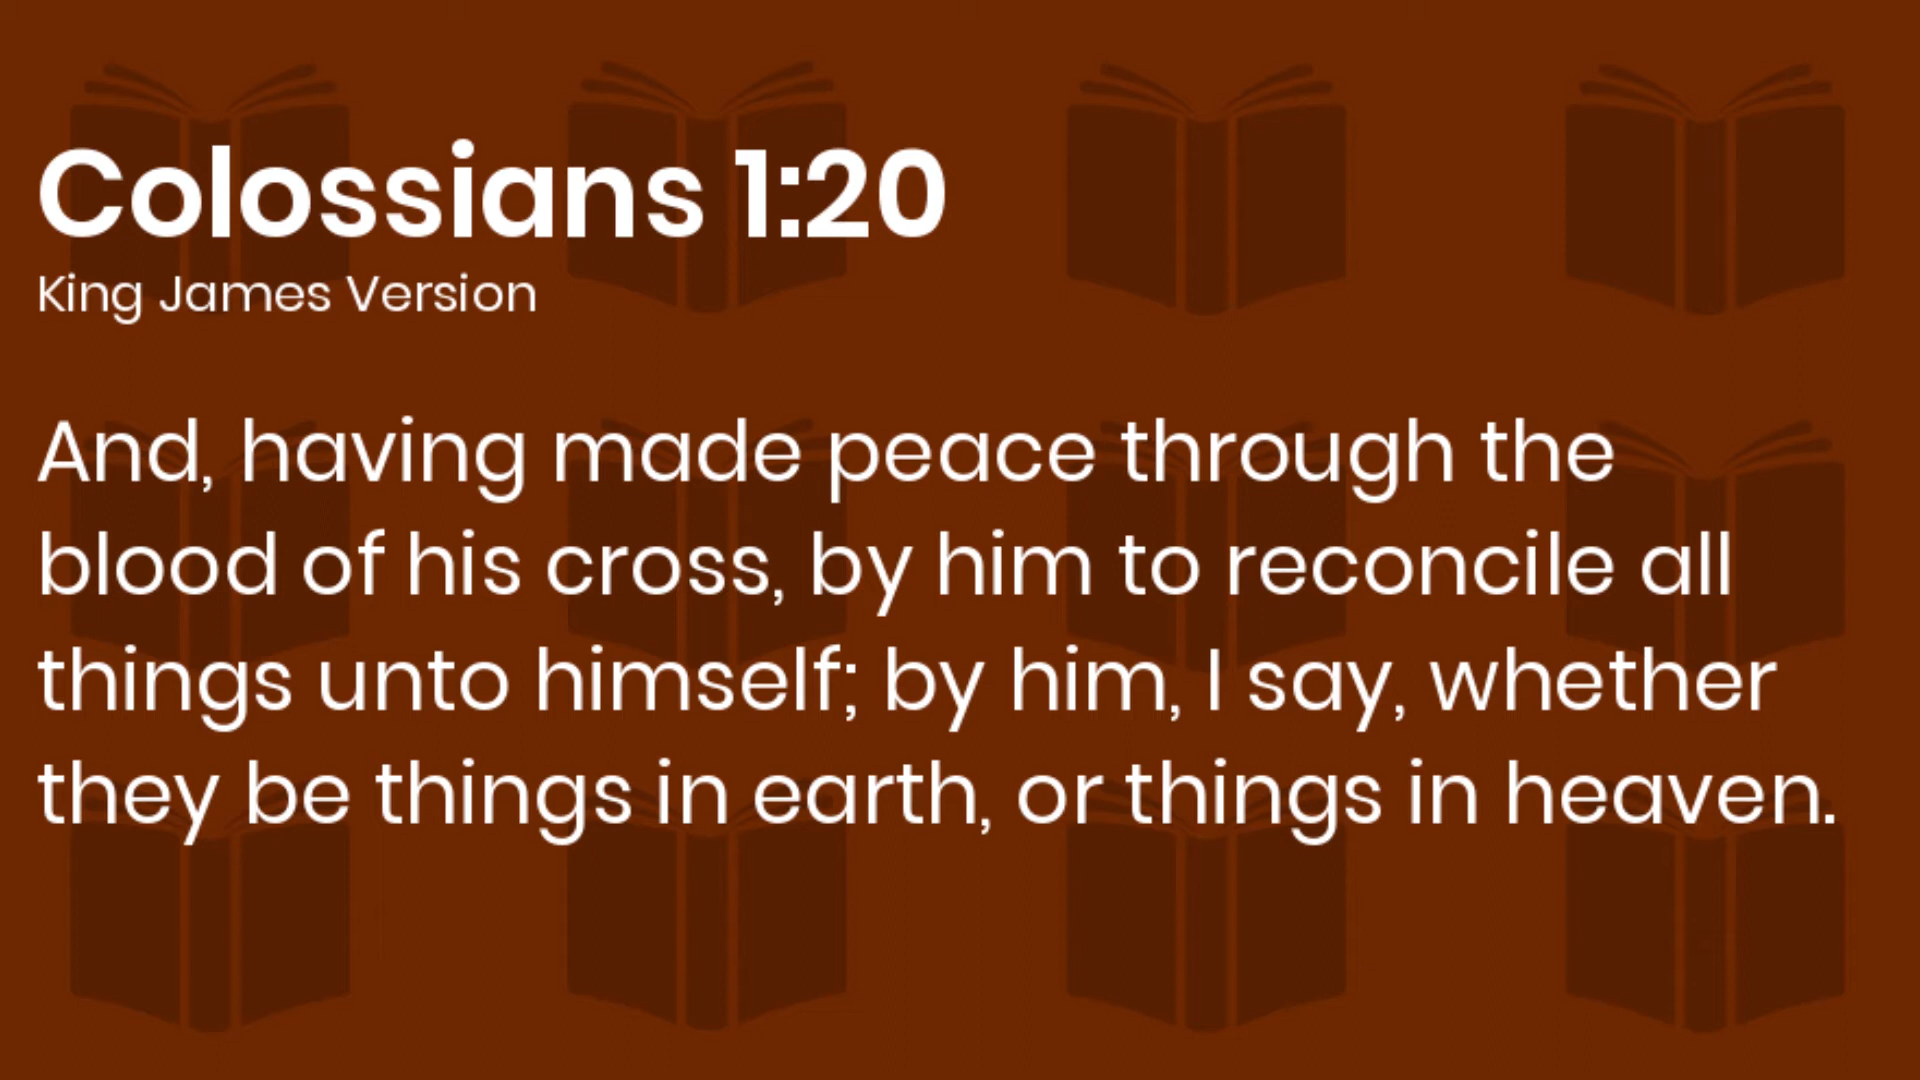 Colossians 1:20
King James Version
And, having made peace through the
blood of his cross, by him to reconcile all
things unto himself; by him, I say, whether
they be things in earth, or things in heaven.